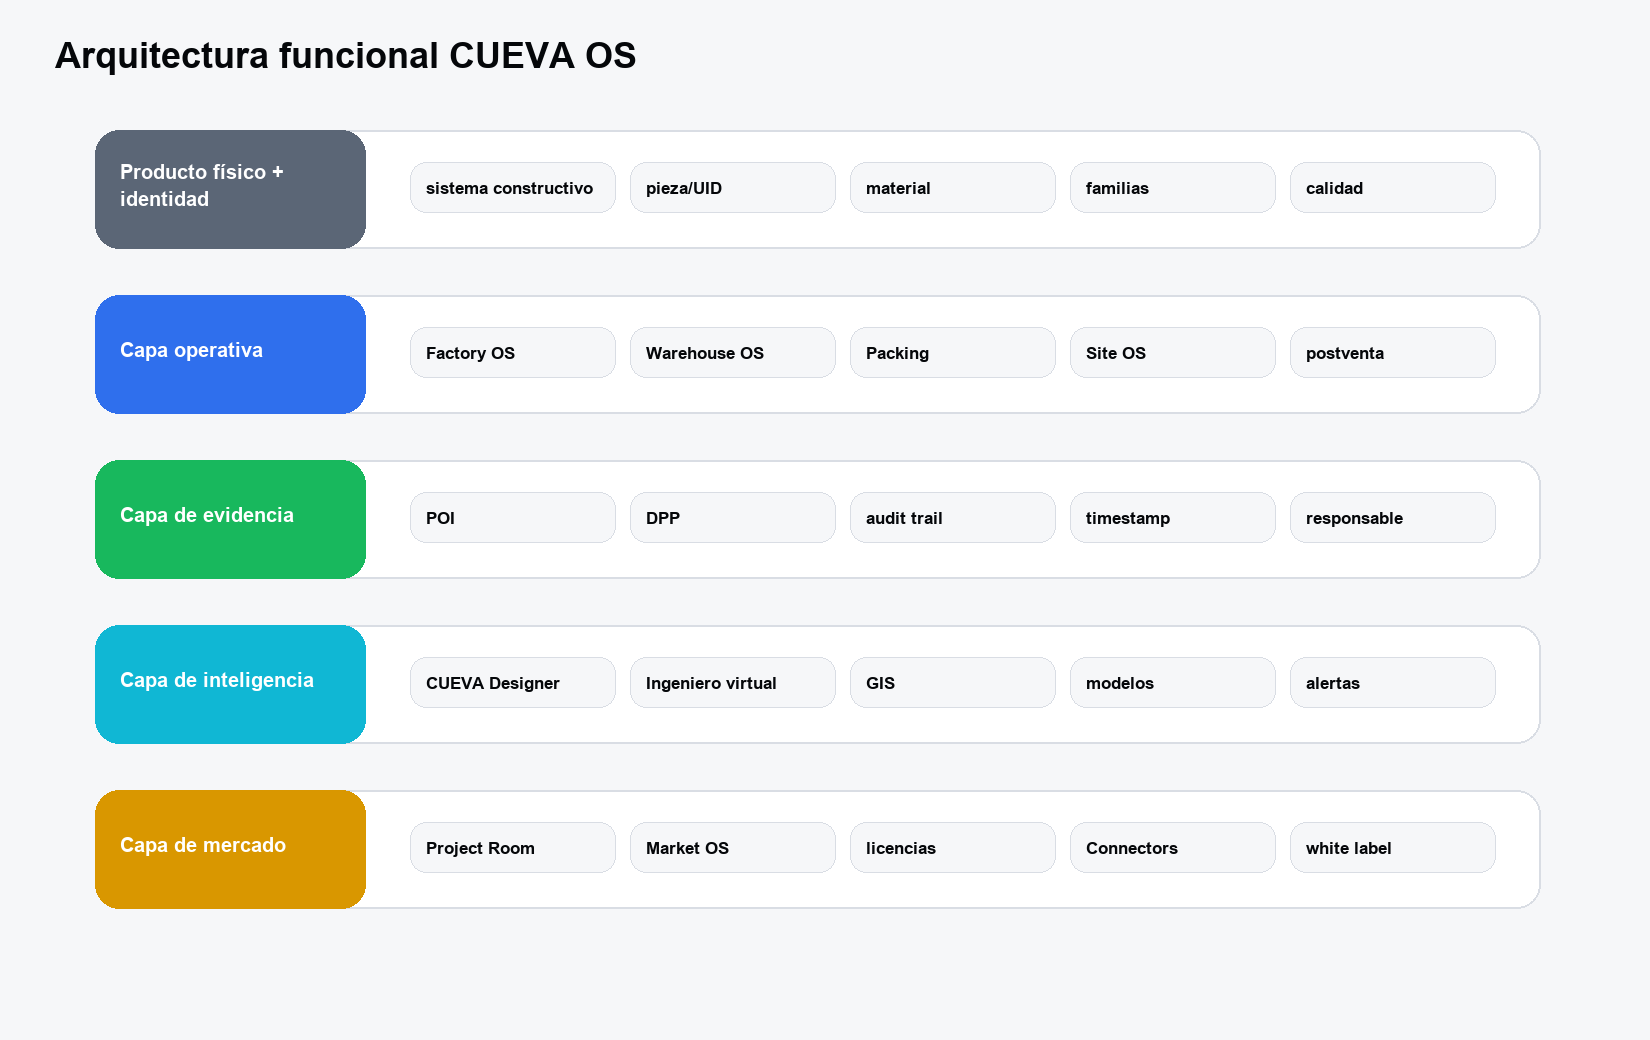 Arquitectura funcional CUEVA OS
Producto físico +
identidad
sistema constructivo
pieza/UID
material
familias
calidad
Capa operativa
Factory OS
Warehouse OS
Packing
Site OS
postventa
Capa de evidencia
POI
DPP
audit trail
timestamp
responsable
Capa de inteligencia
CUEVA Designer
Ingeniero virtual
GIS
modelos
alertas
Capa de mercado
Project Room
Market OS
licencias
Connectors
white label